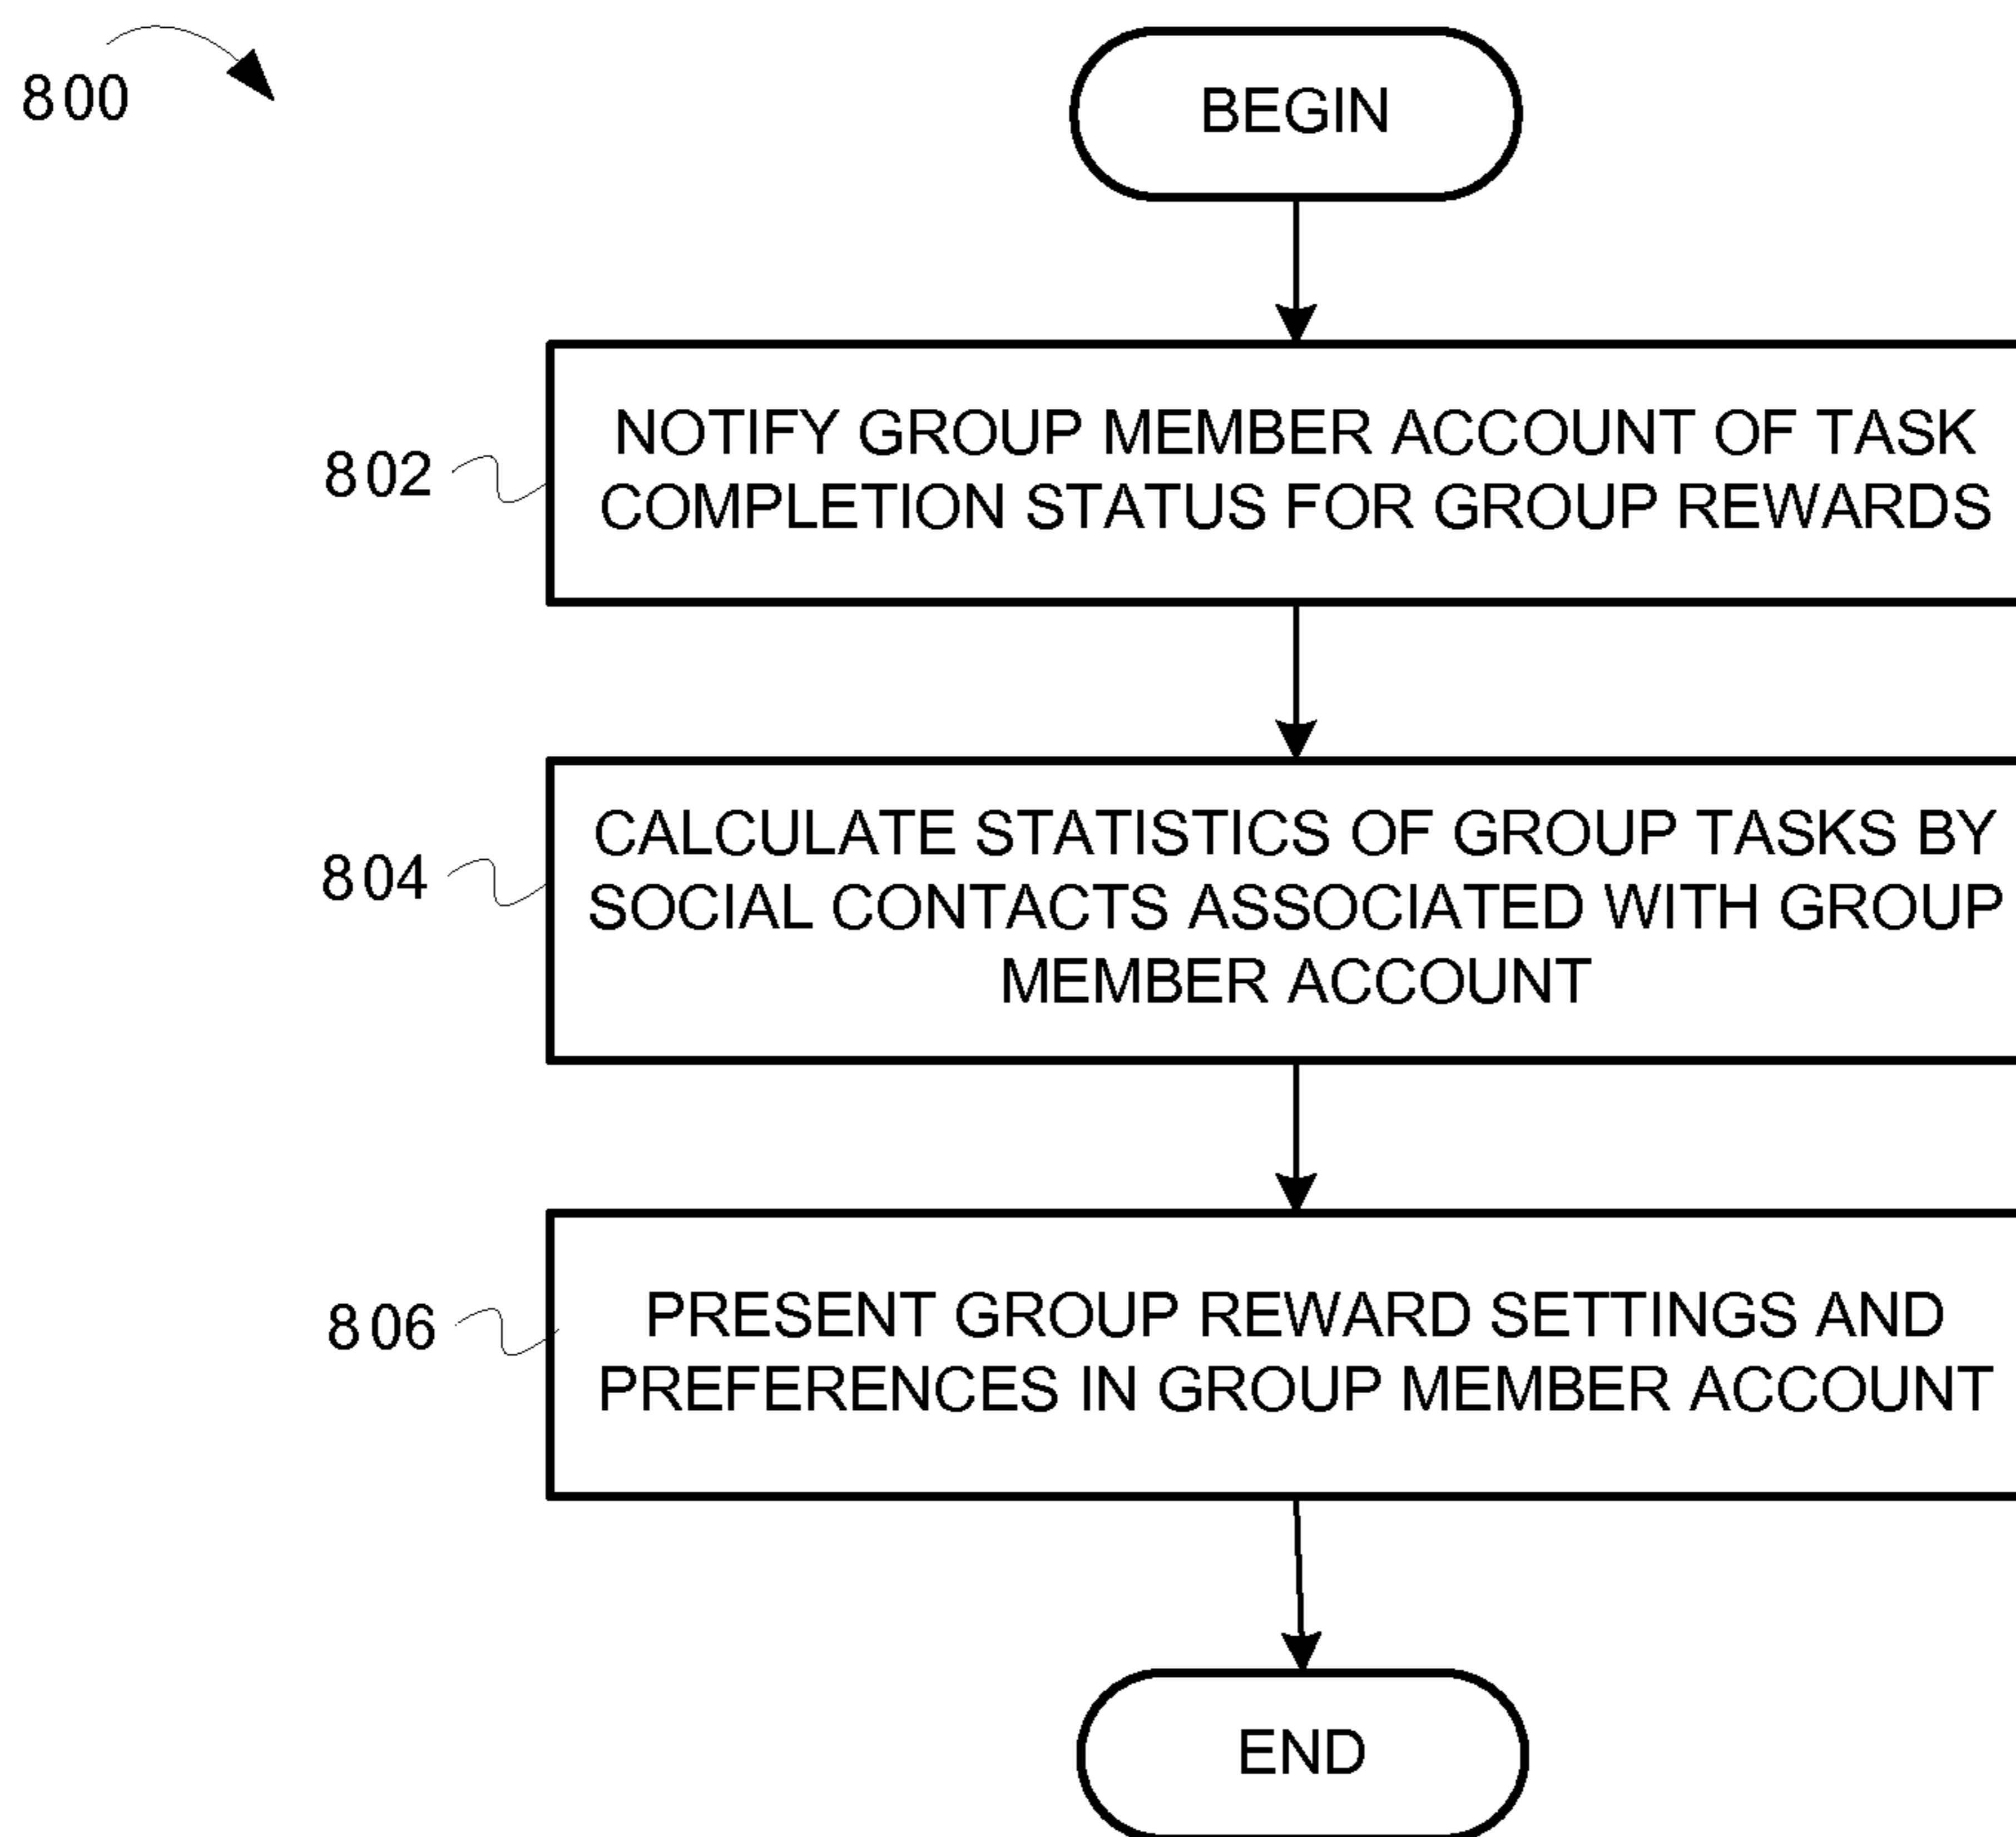 800
BEGIN
802
NOTIFY GROUP MEMBER ACCOUNT OF TASK
COMPLETION STATUS FOR GROUP REWARDS
804
CALCULATE STATISTICS OF GROUP TASKS BY
SOCIAL CONTACTS ASSOCIATED WITH GROUP
MEMBER ACCOUNT
806
PRESENT GROUP REWARD SETTINGS AND
PREFERENCES IN GROUP MEMBER ACCOUNT
END